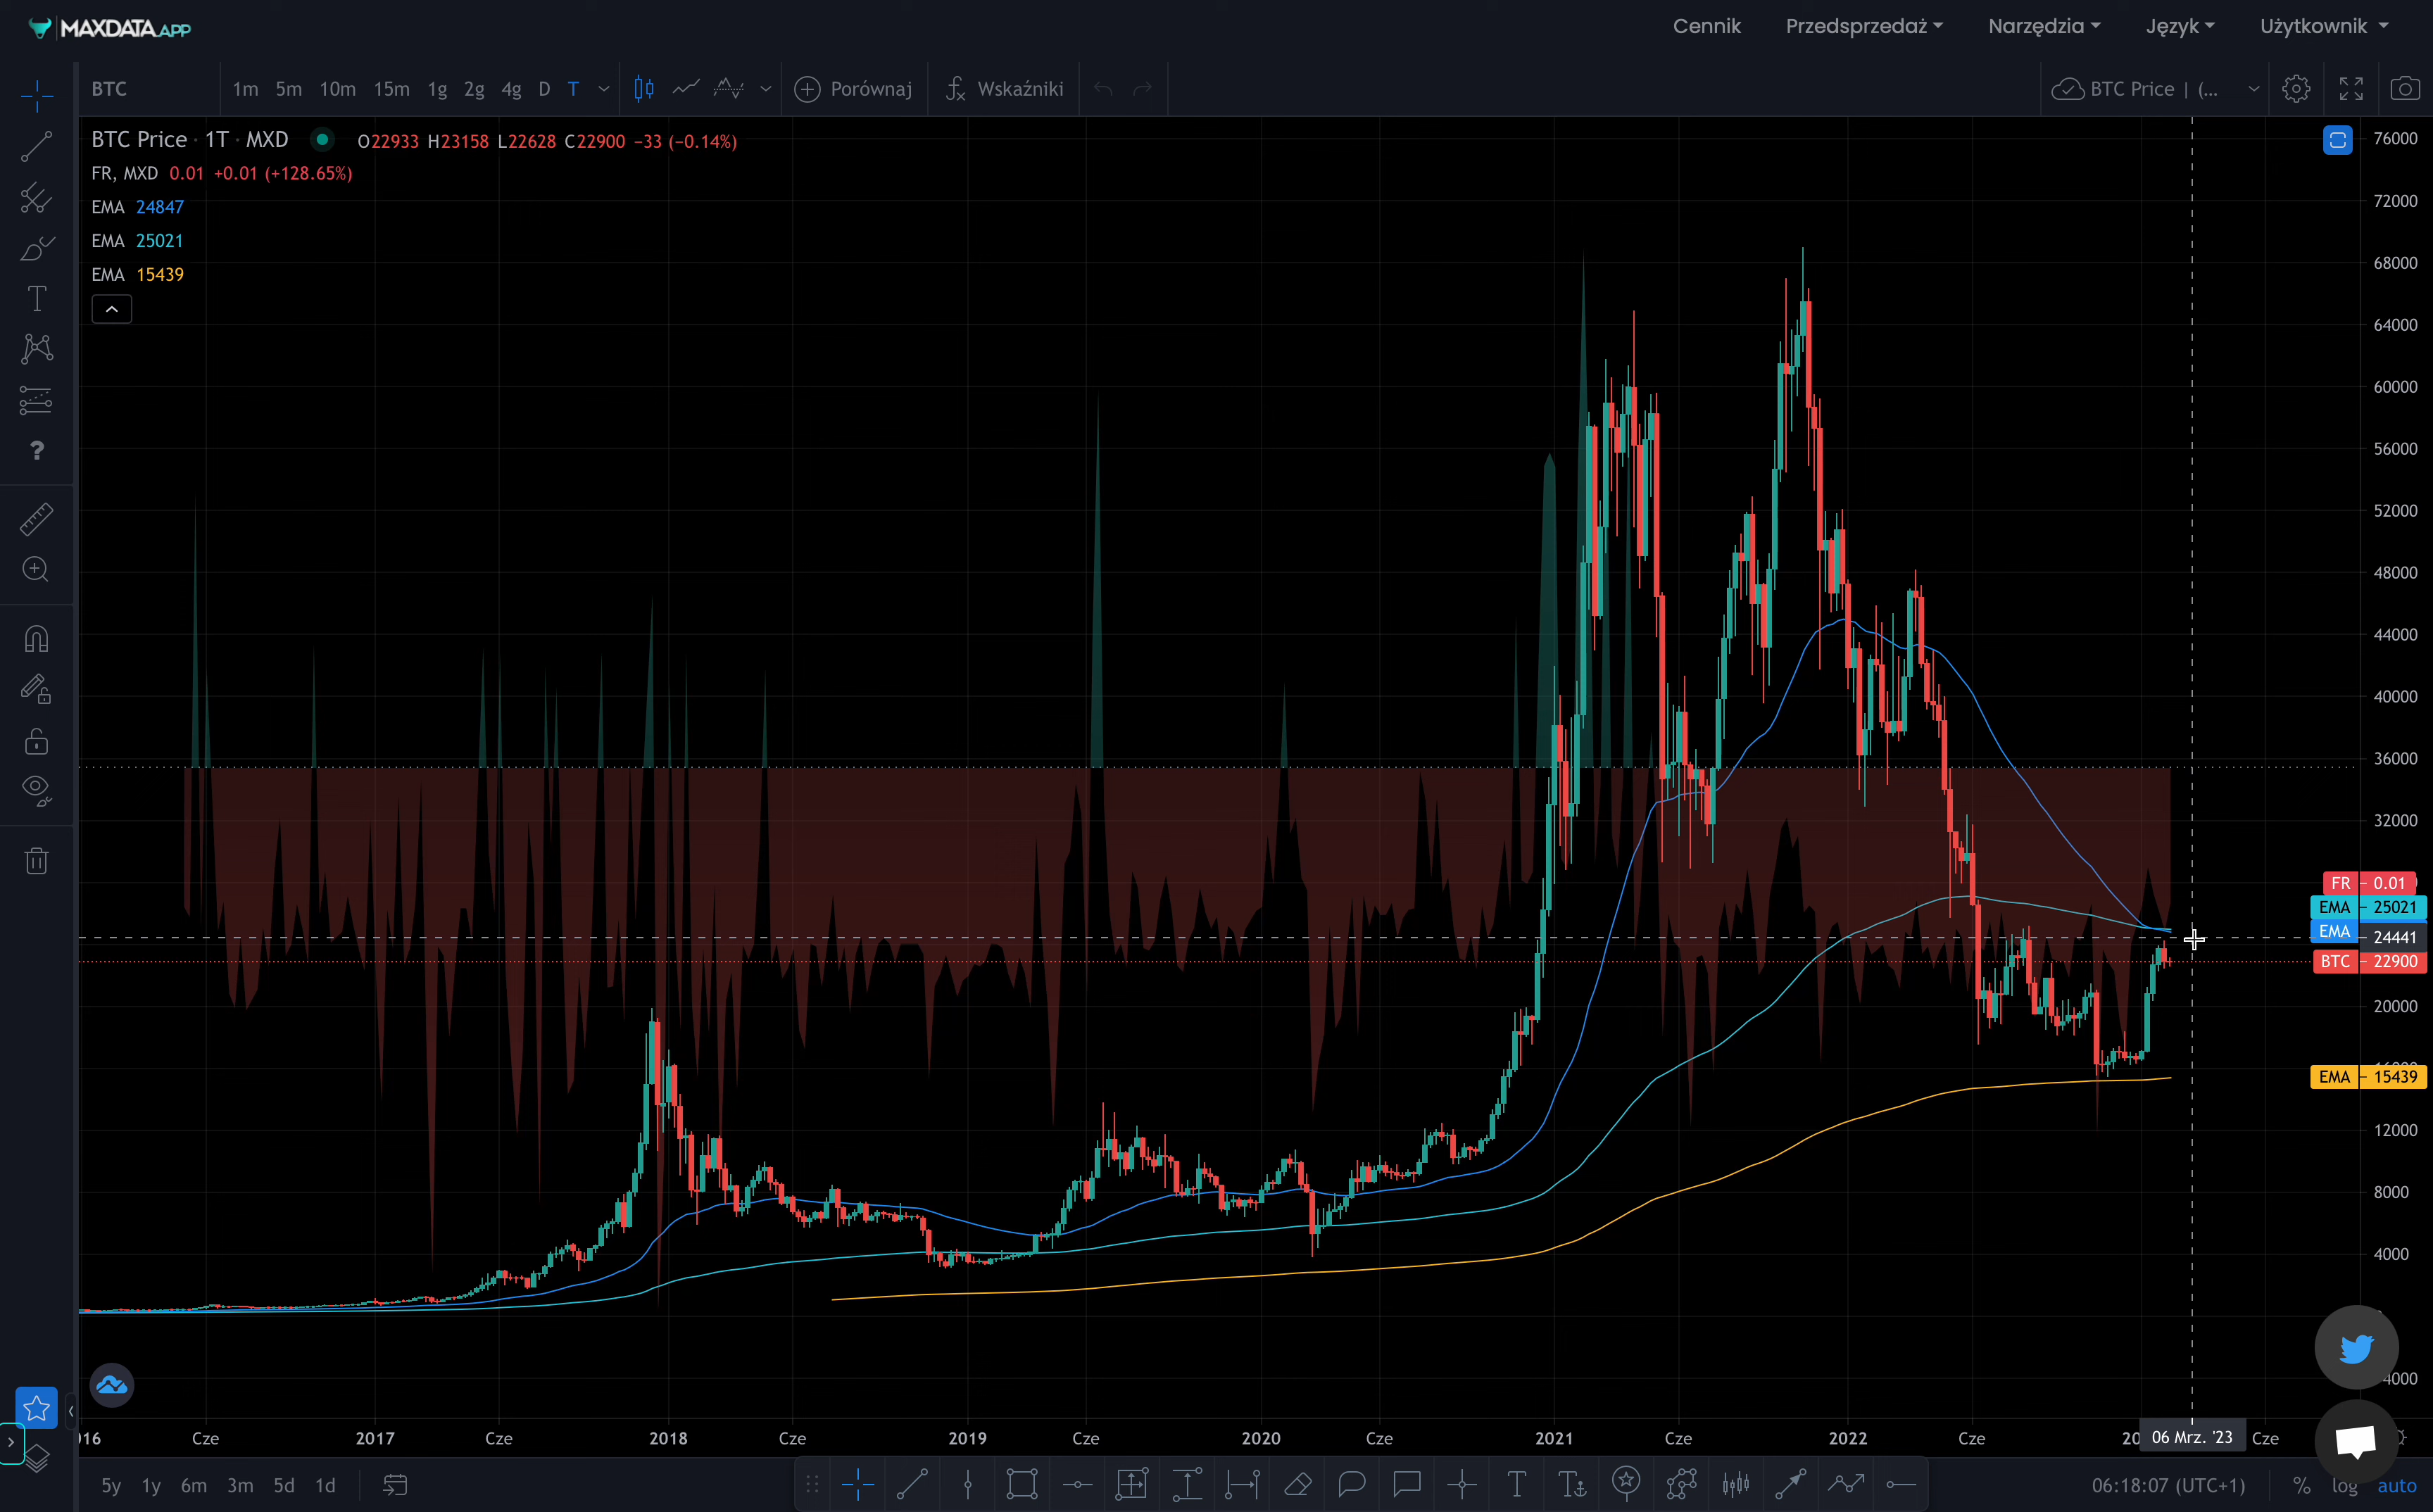 MAXDATA.APP
Cennik Przedsprzedaż Narzędzia Język Użytkownik
BTC 1m 5m 10m 15m 1g 2g 4g D T Porównaj Wskaźniki BTC Price | (...
BTC Price · 1T · MXD O22933 H23158 L22628 C22900 −33 (−0.14%)
FR, MXD 0.01 +0.01 (+128.65%)
EMA 24847
EMA 25021
EMA 15439
76000
72000
68000
64000
60000
56000
52000
48000
44000
40000
36000
32000
FR 0.01
EMA 25021
EMA 24441
BTC 22900
20000
EMA 15439
12000
8000
4000
4000
16 Cze 2017 Cze 2018 Cze 2019 Cze 2020 Cze 2021 Cze 2022 Cze 20 06 Mrz. '23 Cze
5y 1y 6m 3m 5d 1d 06:18:07 (UTC+1) % log auto